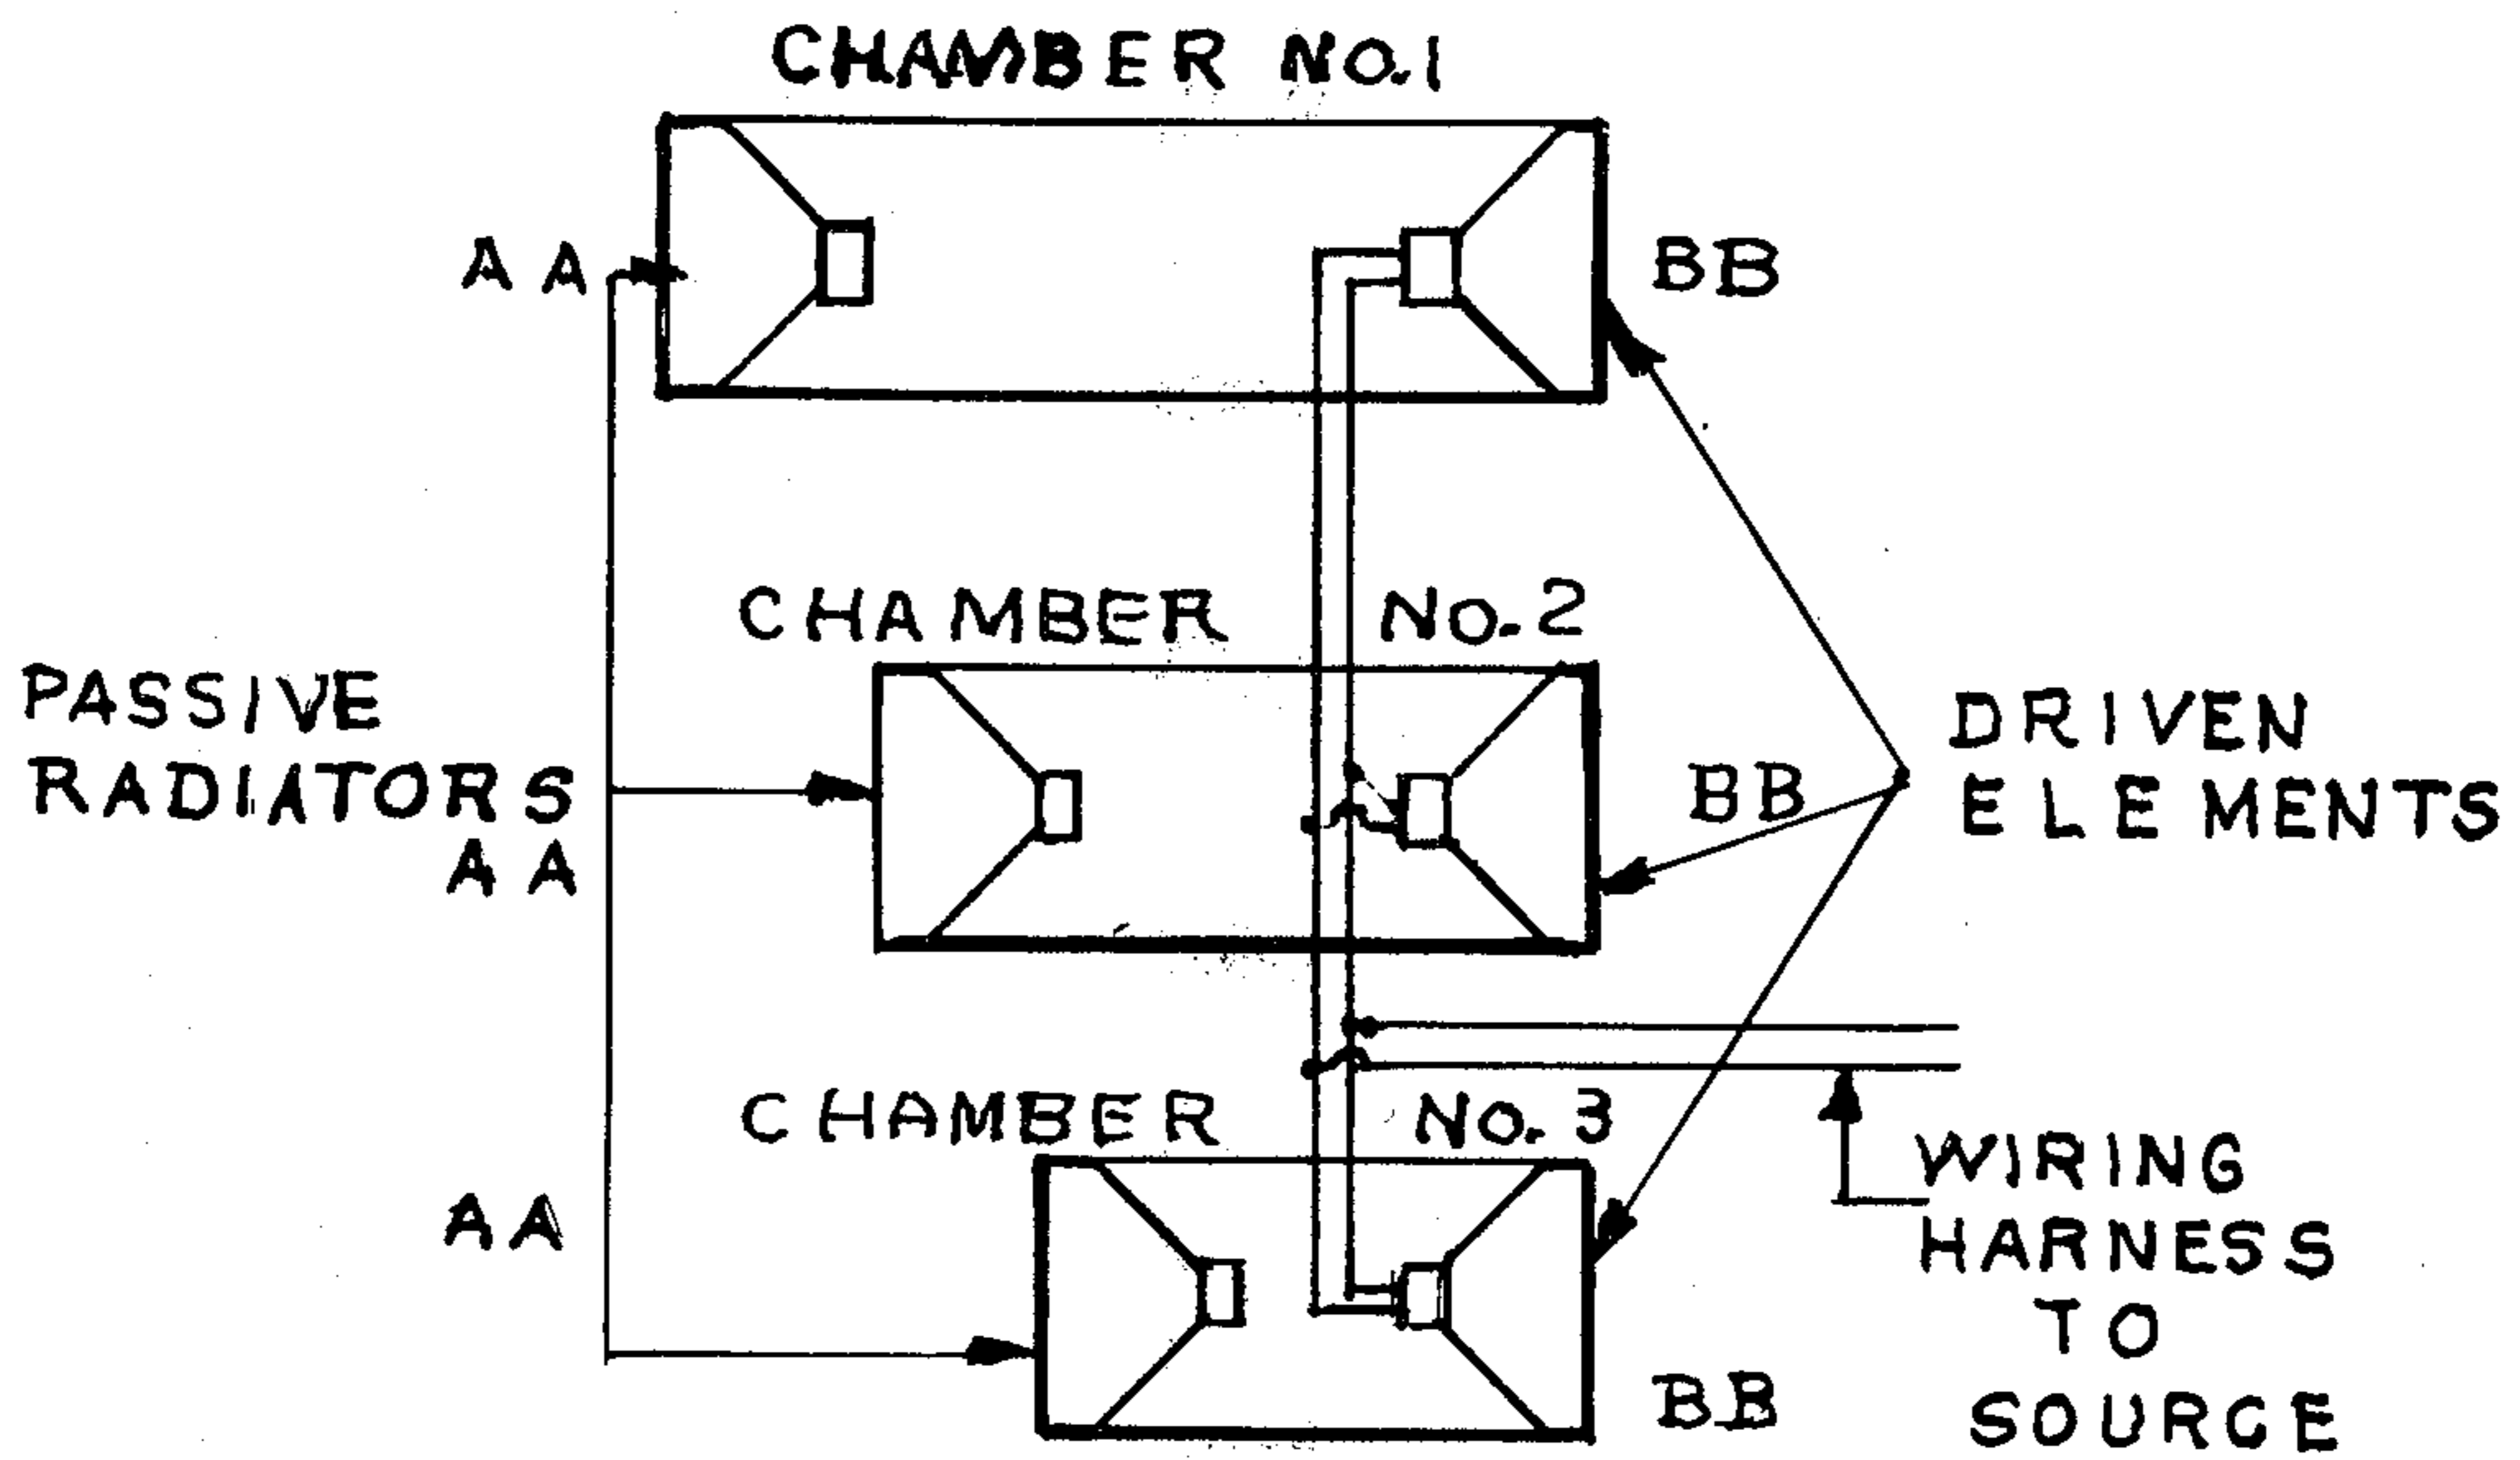 CHAMBER NO.1
AA
BB
CHAMBER NO.2
PASSIVE
RADIATORS
AA
BB
DRIVEN
ELEMENTS
CHAMBER NO.3
AA
BB
WIRING
HARNESS
TO
SOURCE